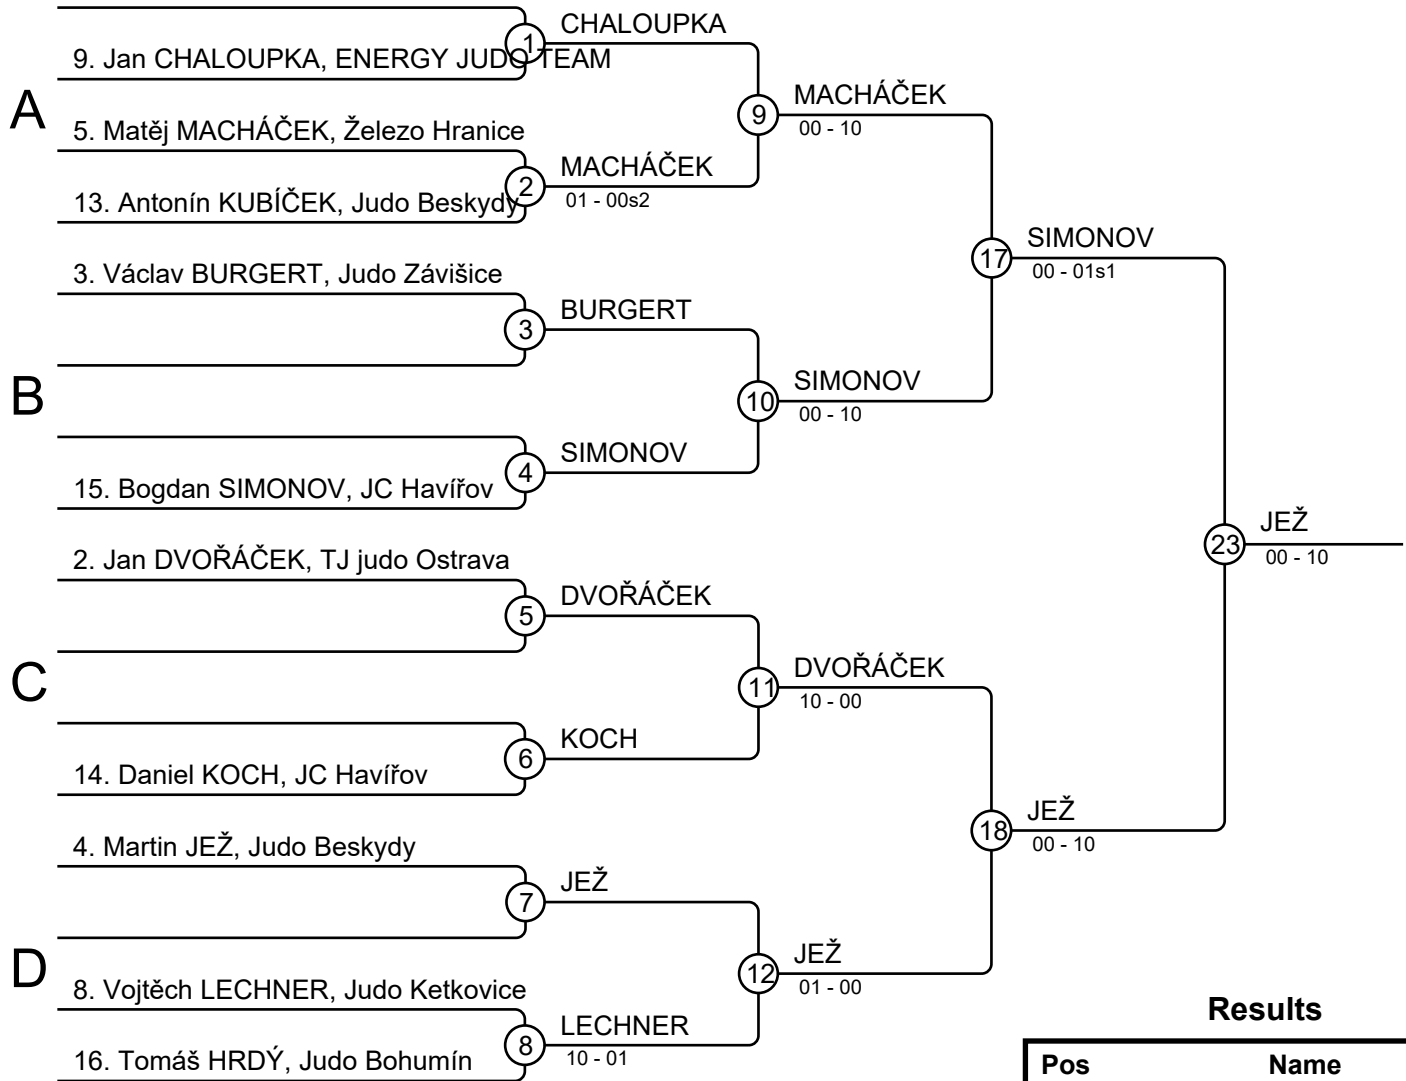 A
9. Jan CHALOUPKA, ENERGY JUDO TEAM
5. Matěj MACHÁČEK, Železo Hranice
13. Antonín KUBÍČEK, Judo Beskydy
1
CHALOUPKA
2
MACHÁČEK
01 - 00s2
9
MACHÁČEK
00 - 10
B
3. Václav BURGERT, Judo Závišice
15. Bogdan SIMONOV, JC Havířov
3
BURGERT
4
SIMONOV
10
SIMONOV
00 - 10
17
SIMONOV
00 - 01s1
C
2. Jan DVOŘÁČEK, TJ judo Ostrava
14. Daniel KOCH, JC Havířov
5
DVOŘÁČEK
6
KOCH
11
DVOŘÁČEK
10 - 00
D
4. Martin JEŽ, Judo Beskydy
8. Vojtěch LECHNER, Judo Ketkovice
16. Tomáš HRDÝ, Judo Bohumín
7
JEŽ
8
LECHNER
10 - 01
12
JEŽ
01 - 00
18
JEŽ
00 - 10
23
JEŽ
00 - 10
Results
Pos Name